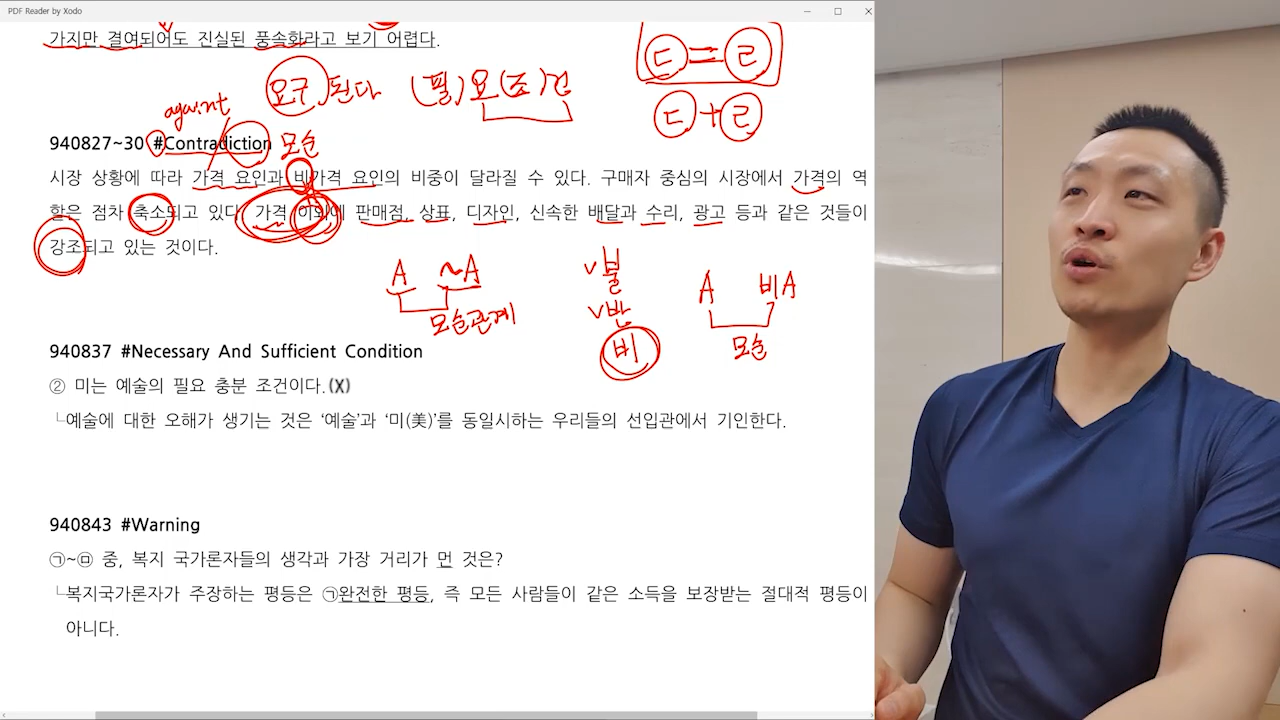 PDF Reader by Xodo
가지만 결여되어도 진실된 풍속화라고 보기 어렵다.
ㄷ=ㄹ
요구된다 (필)요(조)건
ㄷ+ㄹ
against
940827~30 #Contradiction 모순
시장 상황에 따라 가격 요인과 비가격 요인의 비중이 달라질 수 있다. 구매자 중심의 시장에서 가격의 역
할은 점차 축소되고 있다. 가격 이외에 판매점, 상표, 디자인, 신속한 배달과 수리, 광고 등과 같은 것들이
강조되고 있는 것이다.
A ~A
모순관계
불
반
비
A 비A
모순
940837 #Necessary And Sufficient Condition
② 미는 예술의 필요 충분 조건이다.(X)
└예술에 대한 오해가 생기는 것은 ‘예술’과 ‘미(美)’를 동일시하는 우리들의 선입관에서 기인한다.
940843 #Warning
㉠~㉤ 중, 복지 국가론자들의 생각과 가장 거리가 먼 것은?
└복지국가론자가 주장하는 평등은 ㉠완전한 평등, 즉 모든 사람들이 같은 소득을 보장받는 절대적 평등이
아니다.